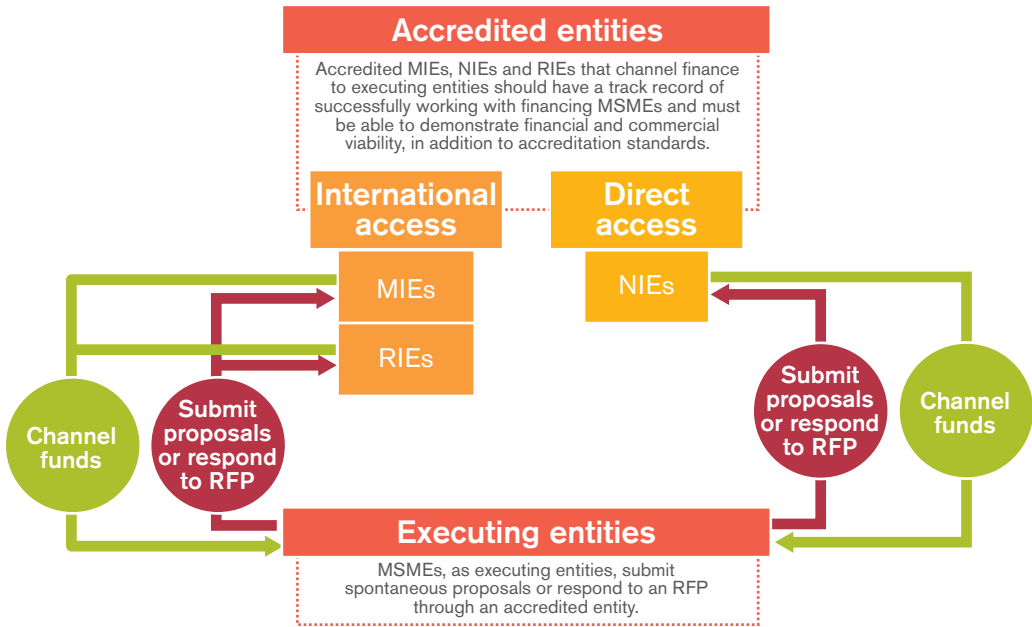 Accredited entities
Accredited MIEs, NIEs and RIEs that channel finance
to executing entities should have a track record of
successfully working with financing MSMEs and must
be able to demonstrate financial and commercial
viability, in addition to accreditation standards.
International
access
Direct
access
MIEs
NIEs
RIEs
Channel
funds
Submit
proposals
or respond
to RFP
Submit
proposals
or respond
to RFP
Channel
funds
Executing entities
MSMEs, as executing entities, submit
spontaneous proposals or respond to an RFP
through an accredited entity.